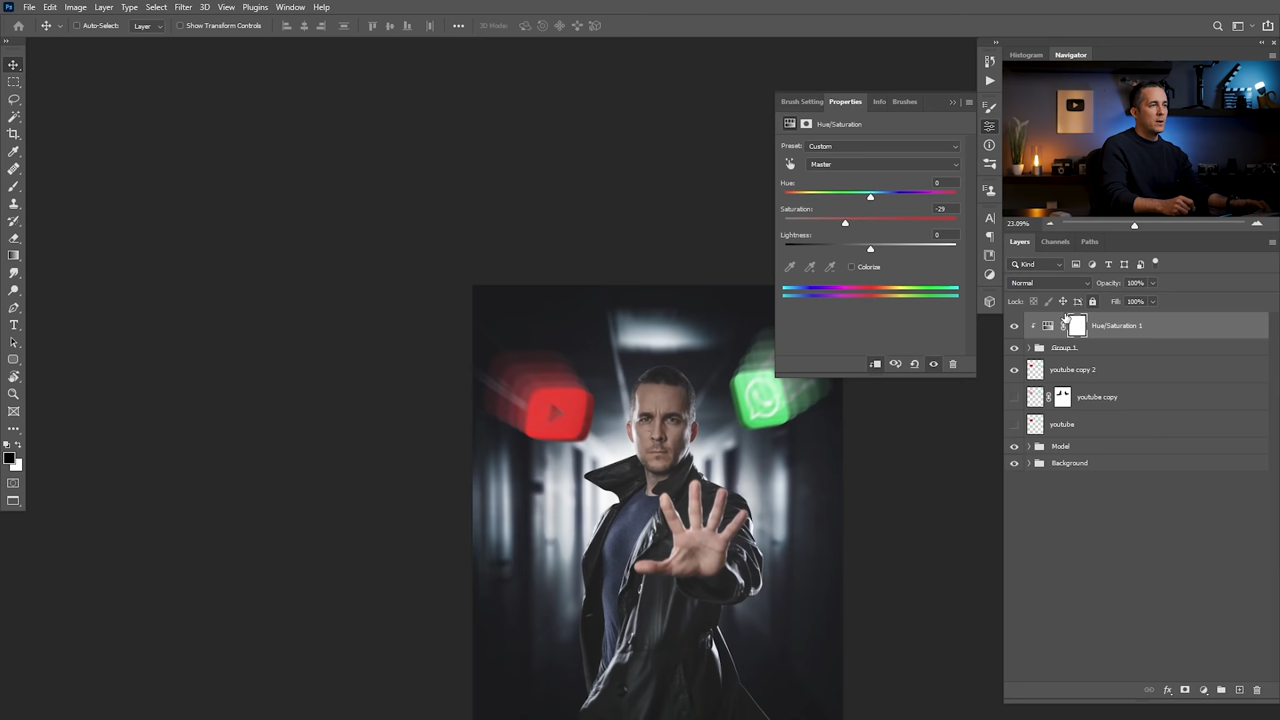 Ps File Edit Image Layer Type Select Filter 3D View Plugins Window Help
Auto-Select: Layer Show Transform Controls 3D Mode:
Histogram Navigator
Brush Setting Properties Info Brushes
Hue/Saturation
Preset: Custom
Master
Hue: 0
Saturation: -29
Lightness: 0
Colorize
23.09%
Layers Channels Paths
Kind
Normal Opacity: 100%
Lock: Fill: 100%
Hue/Saturation 1
Group 1
youtube copy 2
youtube copy
youtube
Model
Background